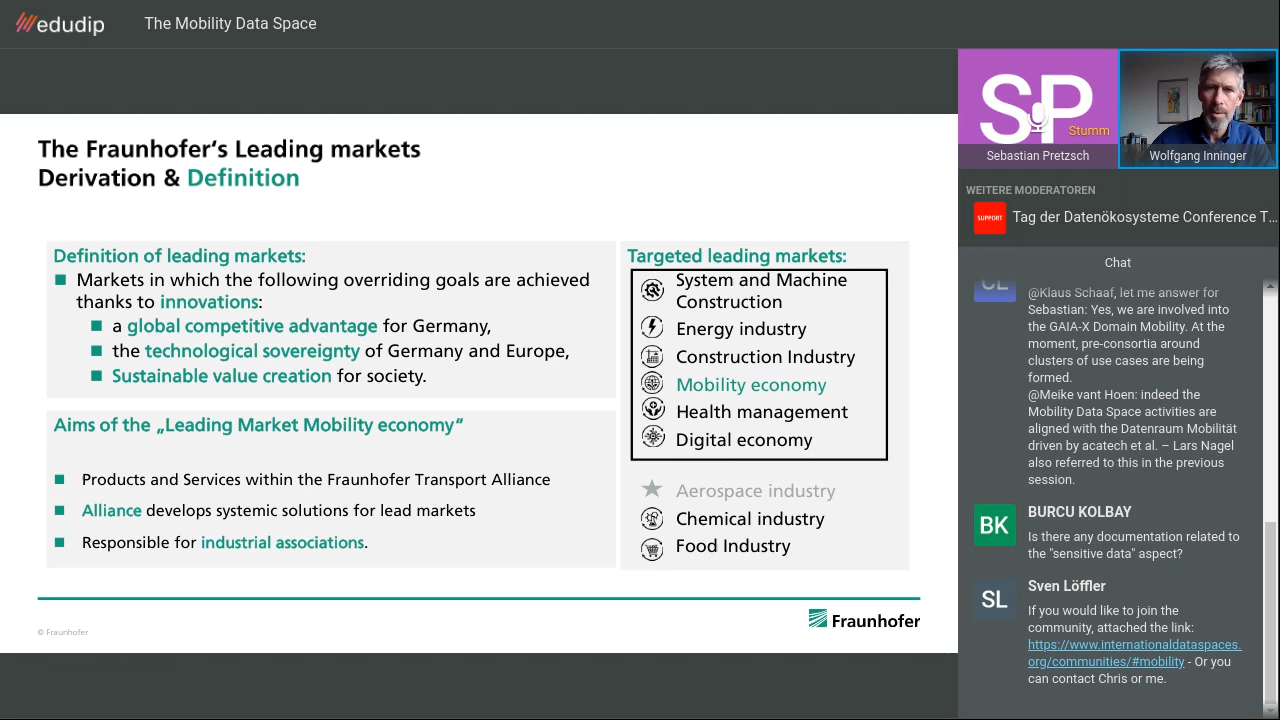 edudip
The Mobility Data Space
The Fraunhofer‘s Leading markets
Derivation & Definition
Definition of leading markets:
Markets in which the following overriding goals are achieved
thanks to innovations:
a global competitive advantage for Germany,
the technological sovereignty of Germany and Europe,
Sustainable value creation for society.
Aims of the „Leading Market Mobility economy“
Products and Services within the Fraunhofer Transport Alliance
Alliance develops systemic solutions for lead markets
Responsible for industrial associations.
Targeted leading markets:
System and Machine
Construction
Energy industry
Construction Industry
Mobility economy
Health management
Digital economy
Aerospace industry
Chemical industry
Food Industry
© Fraunhofer
Fraunhofer
SP
Stumm
Sebastian Pretzsch
Wolfgang Inninger
WEITERE MODERATOREN
SUPPORT
Tag der Datenökosysteme Conference T...
Chat
CL
@Klaus Schaaf, let me answer for
Sebastian: Yes, we are involved into
the GAIA-X Domain Mobility. At the
moment, pre-consortia around
clusters of use cases are being
formed.
@Meike vant Hoen: indeed the
Mobility Data Space activities are
aligned with the Datenraum Mobilität
driven by acatech et al. – Lars Nagel
also referred to this in the previous
session.
BK
BURCU KOLBAY
Is there any documentation related to
the "sensitive data" aspect?
SL
Sven Löffler
If you would like to join the
community, attached the link:
https://www.internationaldataspaces.
org/communities/#mobility - Or you
can contact Chris or me.